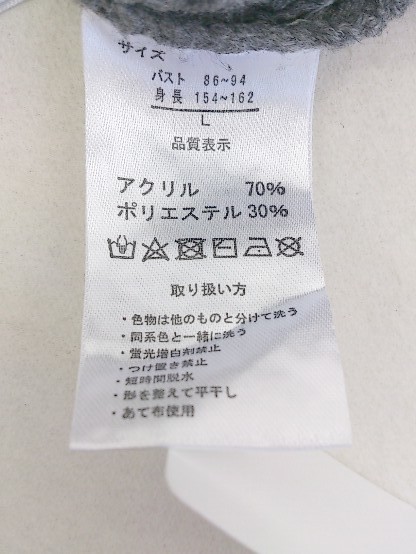 サイズ
バスト 86~94
身長 154~162
L
品質表示
アクリル 70%
ポリエステル 30%
取り扱い方
・色物は他のものと分けて洗う
・同系色と一緒に洗う
・蛍光増白剤禁止
・つけ置き禁止
・短時間脱水
・形を整えて平干し
・あて布使用